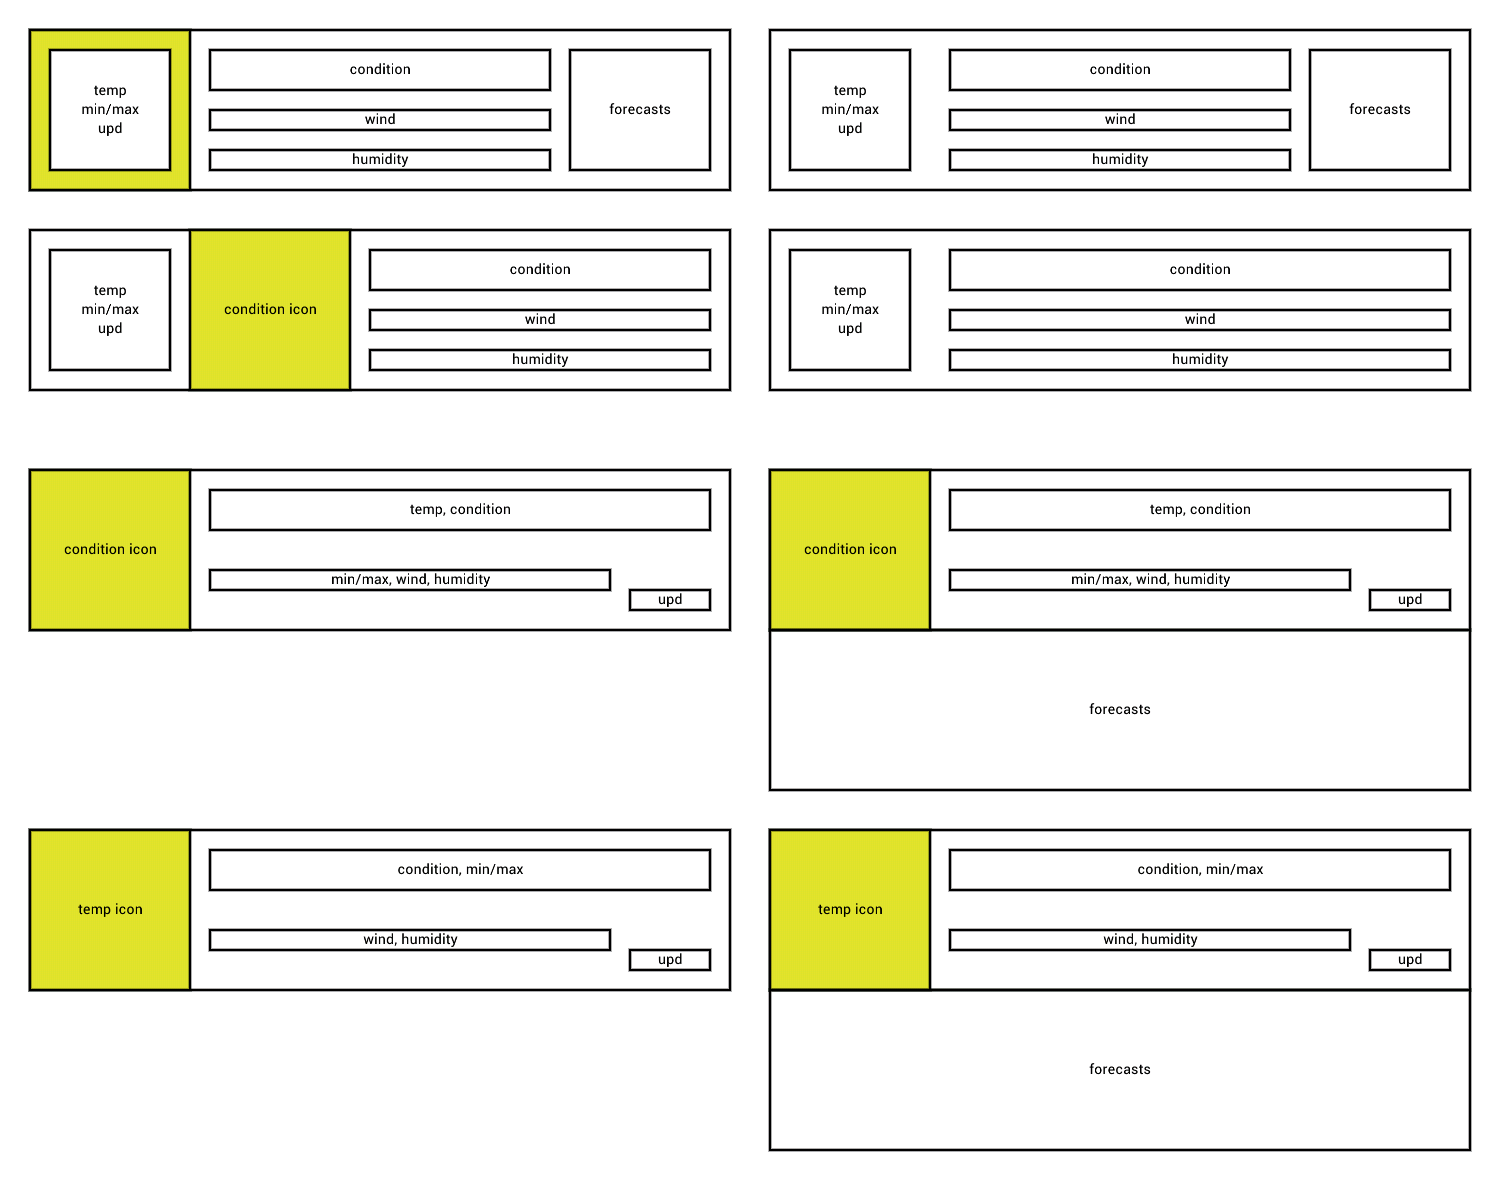 temp
min/max
upd
condition
wind
humidity
forecasts
temp
min/max
upd
condition
wind
humidity
forecasts
temp
min/max
upd
condition icon
condition
wind
humidity
temp
min/max
upd
condition
wind
humidity
condition icon
temp, condition
min/max, wind, humidity
upd
condition icon
temp, condition
min/max, wind, humidity
upd
forecasts
temp icon
condition, min/max
wind, humidity
upd
temp icon
condition, min/max
wind, humidity
upd
forecasts